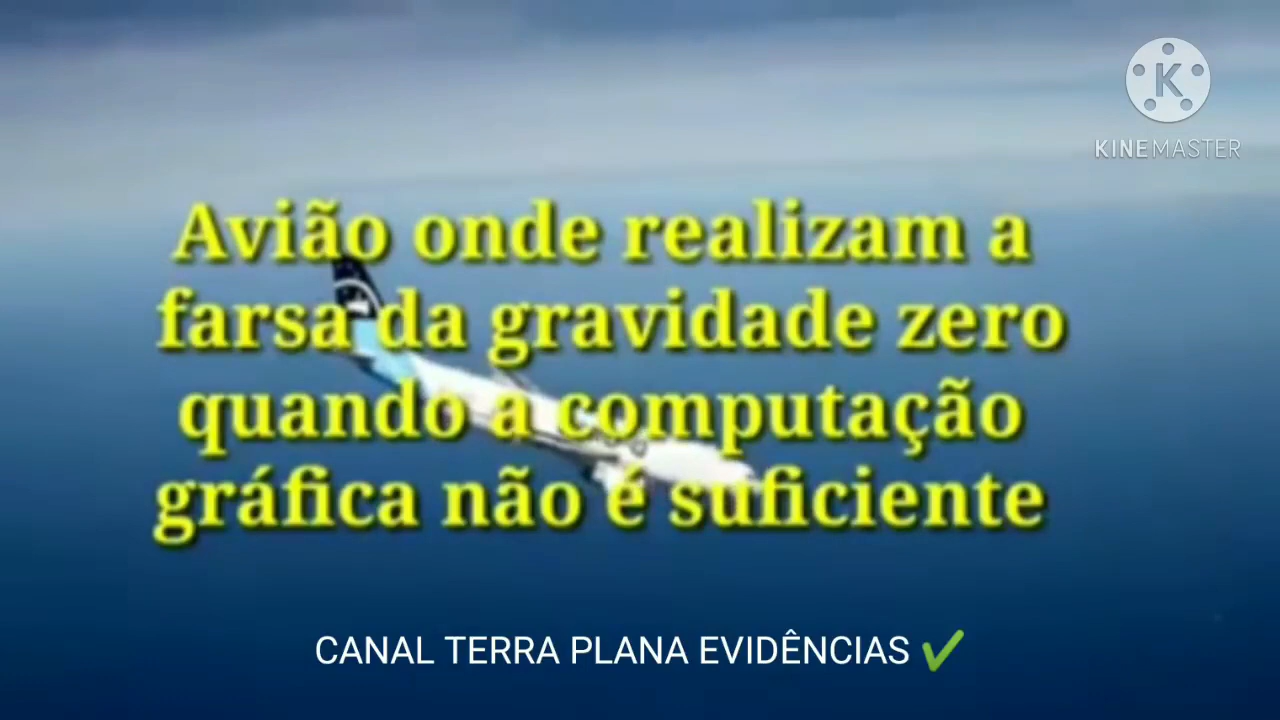 K
KINEMASTER
Avião onde realizam a
farsa da gravidade zero
quando a computação
gráfica não é suficiente
CANAL TERRA PLANA EVIDÊNCIAS ✔